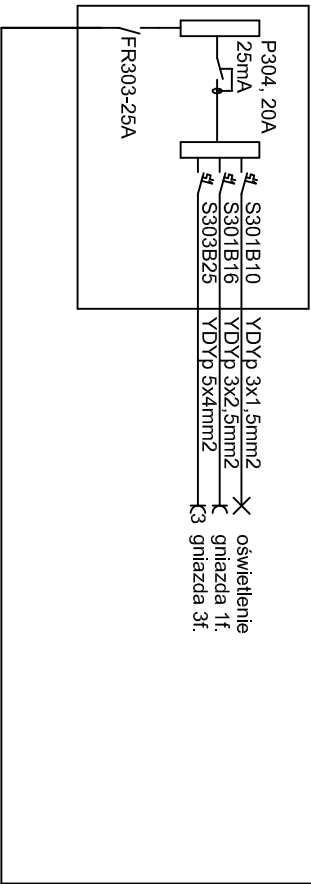 P304, 20A
25mA
FR303-25A
S301B10
S301B16
S303B25
YDYp 3x1,5mm2
YDYp 3x2,5mm2
YDYp 5x4mm2
oświetlenie
gniazda 1f.
3 gniazda 3f.